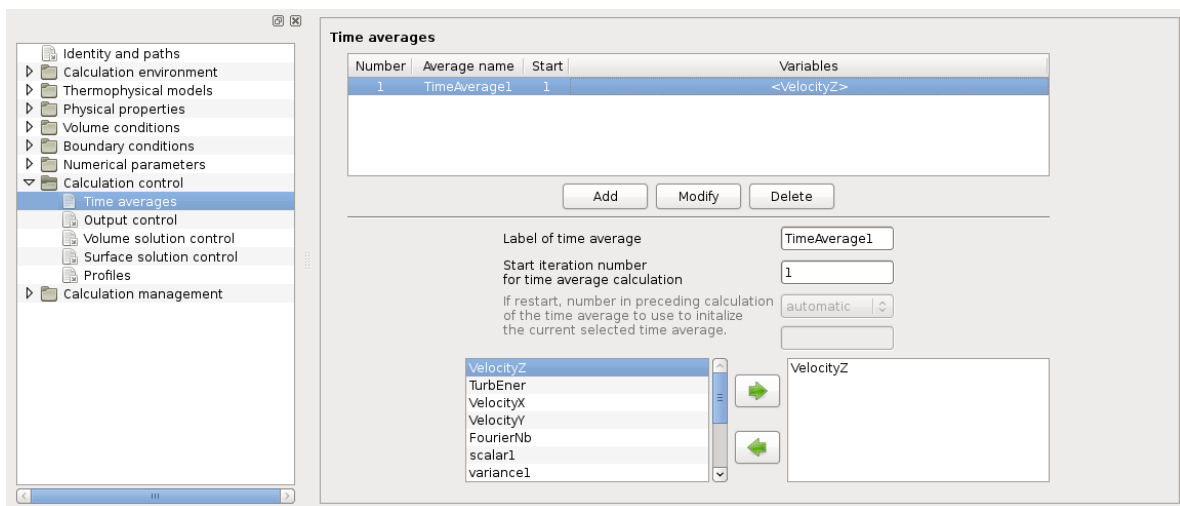 Identity and paths
Calculation environment
Thermophysical models
Physical properties
Volume conditions
Boundary conditions
Numerical parameters
Calculation control
Time averages
Output control
Volume solution control
Surface solution control
Profiles
Calculation management
Time averages
Number Average name Start Variables
1 TimeAverage1 1 <VelocityZ>
Add Modify Delete
Label of time average TimeAverage1
Start iteration number
for time average calculation 1
If restart, number in preceding calculation
of the time average to use to initalize
the current selected time average.
automatic
VelocityZ
TurbEner
VelocityX
VelocityY
FourierNb
scalar1
variance1
VelocityZ